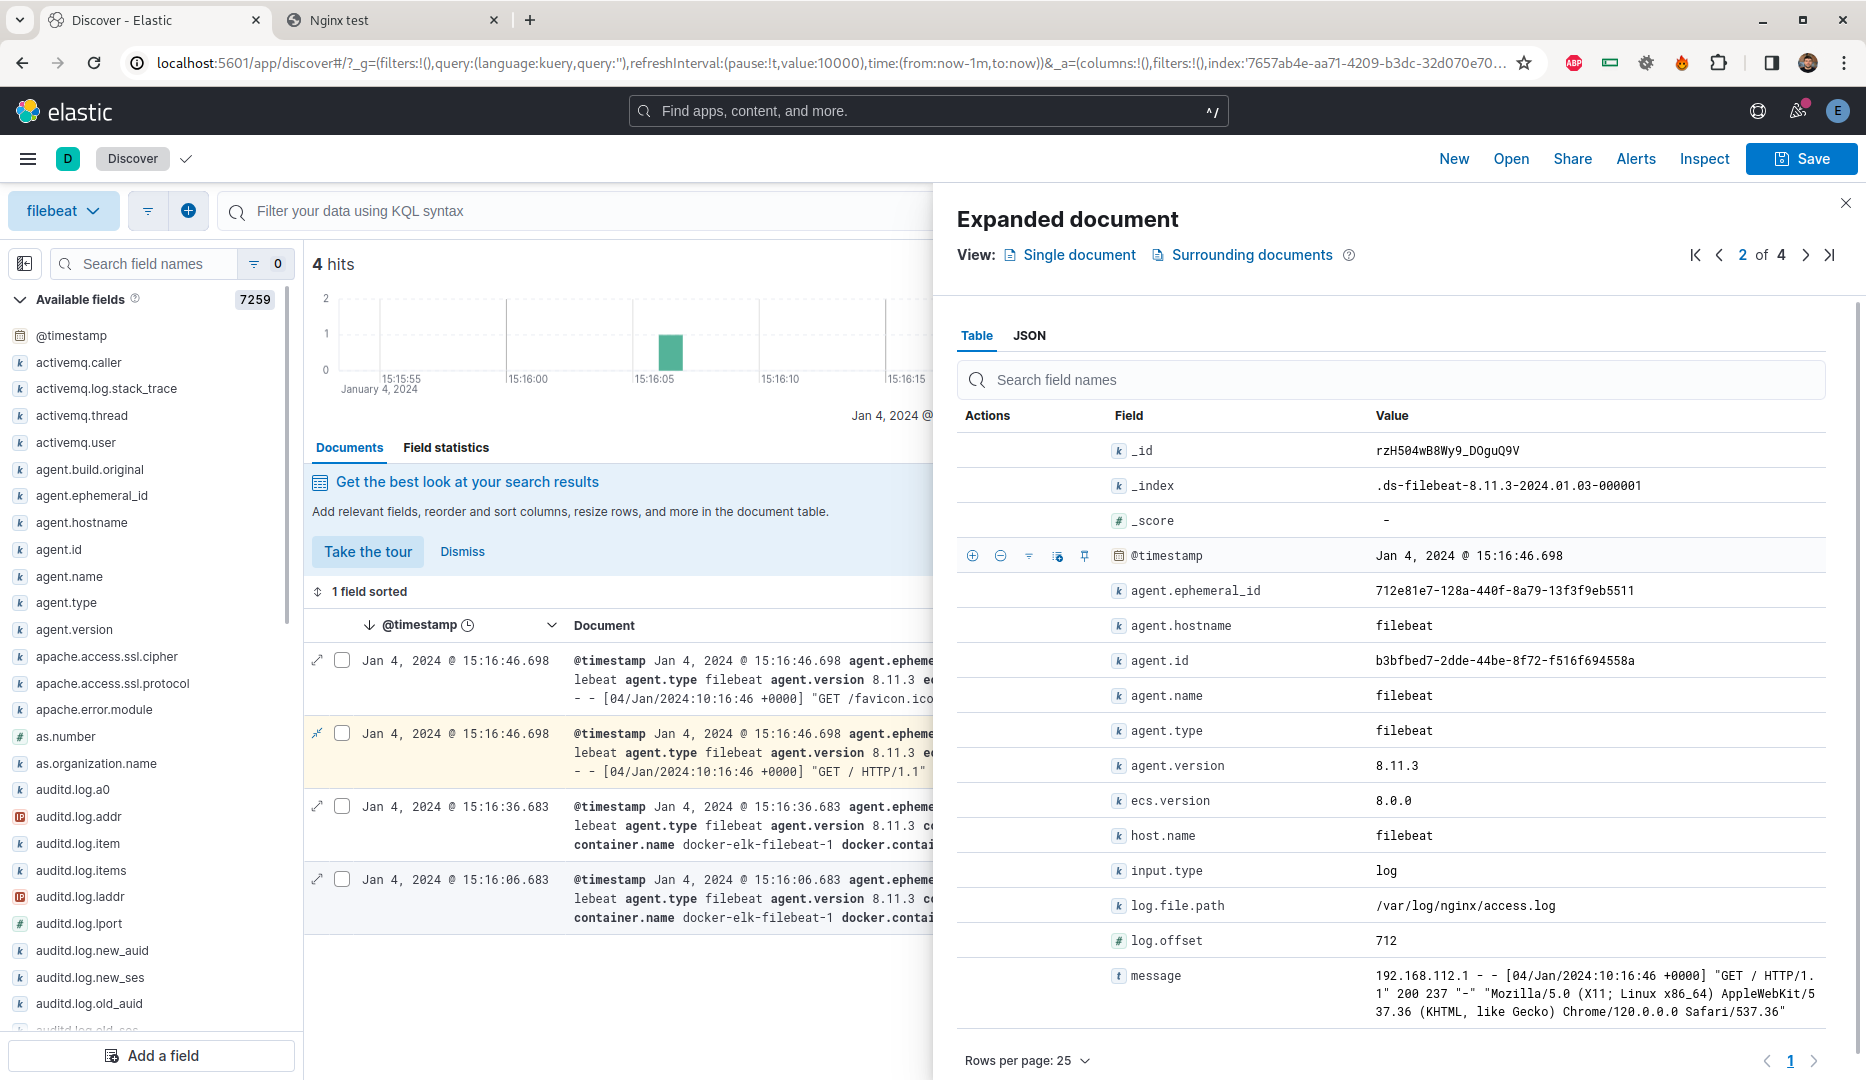 Discover - Elastic
Nginx test
localhost:5601/app/discover#/?_g=(filters:!(),query:(language:kuery,query:''),refreshInterval:(pause:!t,value:10000),time:(from:now-1m,to:now))&_a=(columns:!(),filters:!(),index:'7657ab4e-aa71-4209-b3dc-32d070e70...
ABP
elastic
Find apps, content, and more.
^/
E
D
Discover
New
Open
Share
Alerts
Inspect
Save
filebeat
Filter your data using KQL syntax
Search field names
0
Available fields
7259
@timestamp
activemq.caller
activemq.log.stack_trace
activemq.thread
activemq.user
agent.build.original
agent.ephemeral_id
agent.hostname
agent.id
agent.name
agent.type
agent.version
apache.access.ssl.cipher
apache.access.ssl.protocol
apache.error.module
as.number
as.organization.name
auditd.log.a0
auditd.log.addr
auditd.log.item
auditd.log.items
auditd.log.laddr
auditd.log.lport
auditd.log.new_auid
auditd.log.new_ses
auditd.log.old_auid
auditd.log.old_ses
Add a field
4 hits
2
1
0
15:15:55
15:16:00
15:16:05
15:16:10
15:16:15
January 4, 2024
Jan 4, 2024 @
Documents
Field statistics
Get the best look at your search results
Add relevant fields, reorder and sort columns, resize rows, and more in the document table.
Take the tour
Dismiss
1 field sorted
@timestamp
Document
Jan 4, 2024 @ 15:16:46.698
@timestamp Jan 4, 2024 @ 15:16:46.698 agent.epheme
lebeat agent.type filebeat agent.version 8.11.3 e
- - [04/Jan/2024:10:16:46 +0000] "GET /favicon.ico
Jan 4, 2024 @ 15:16:46.698
@timestamp Jan 4, 2024 @ 15:16:46.698 agent.epheme
lebeat agent.type filebeat agent.version 8.11.3 e
- - [04/Jan/2024:10:16:46 +0000] "GET / HTTP/1.1"
Jan 4, 2024 @ 15:16:36.683
@timestamp Jan 4, 2024 @ 15:16:36.683 agent.epheme
lebeat agent.type filebeat agent.version 8.11.3 co
container.name docker-elk-filebeat-1 docker.contai
Jan 4, 2024 @ 15:16:06.683
@timestamp Jan 4, 2024 @ 15:16:06.683 agent.epheme
lebeat agent.type filebeat agent.version 8.11.3 co
container.name docker-elk-filebeat-1 docker.contai
Expanded document
View:
Single document
Surrounding documents
2 of 4
Table
JSON
Search field names
Actions
Field
Value
_id
rzH504wB8Wy9_DOguQ9V
_index
.ds-filebeat-8.11.3-2024.01.03-000001
_score
-
@timestamp
Jan 4, 2024 @ 15:16:46.698
agent.ephemeral_id
712e81e7-128a-440f-8a79-13f3f9eb5511
agent.hostname
filebeat
agent.id
b3bfbed7-2dde-44be-8f72-f516f694558a
agent.name
filebeat
agent.type
filebeat
agent.version
8.11.3
ecs.version
8.0.0
host.name
filebeat
input.type
log
log.file.path
/var/log/nginx/access.log
log.offset
712
message
192.168.112.1 - - [04/Jan/2024:10:16:46 +0000] "GET / HTTP/1.
1" 200 237 "-" "Mozilla/5.0 (X11; Linux x86_64) AppleWebKit/5
37.36 (KHTML, like Gecko) Chrome/120.0.0.0 Safari/537.36"
Rows per page: 25
1